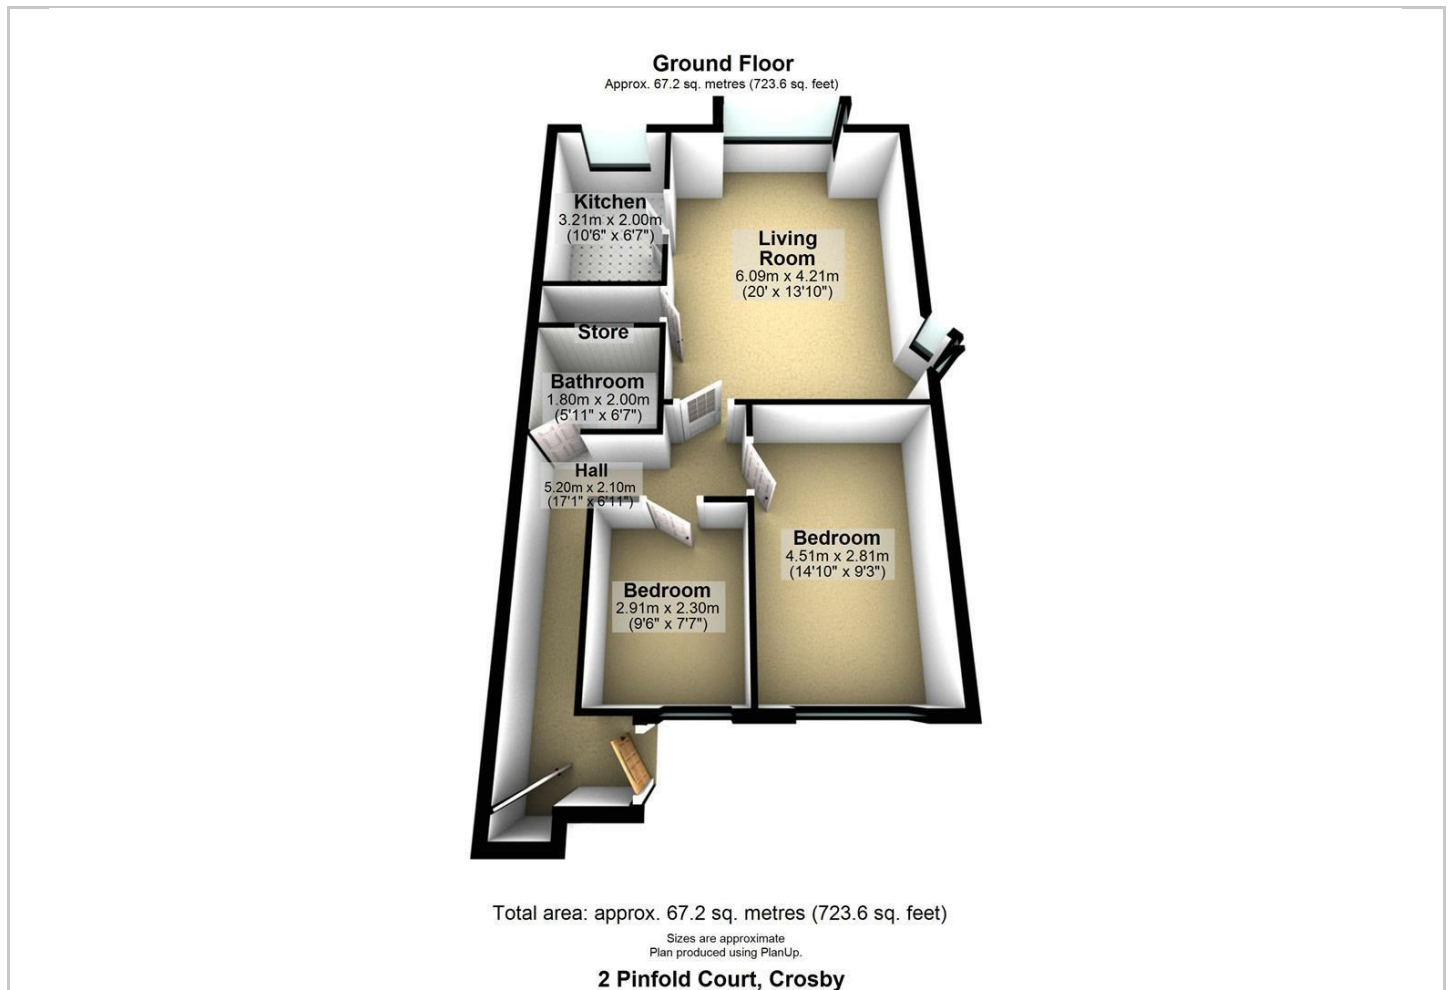 Ground Floor
Approx. 67.2 sq. metres (723.6 sq. feet)
Kitchen
3.21m x 2.00m
(10'6" x 6'7")
Living
Room
6.09m x 4.21m
(20' x 13'10")
Store
Bathroom
1.80m x 2.00m
(5'11" x 6'7")
Hall
5.20m x 2.10m
(17'1" x 6'11")
Bedroom
4.51m x 2.81m
(14'10" x 9'3")
Bedroom
2.91m x 2.30m
(9'6" x 7'7")
Total area: approx. 67.2 sq. metres (723.6 sq. feet)
Sizes are approximate
Plan produced using PlanUp.
2 Pinfold Court, Crosby